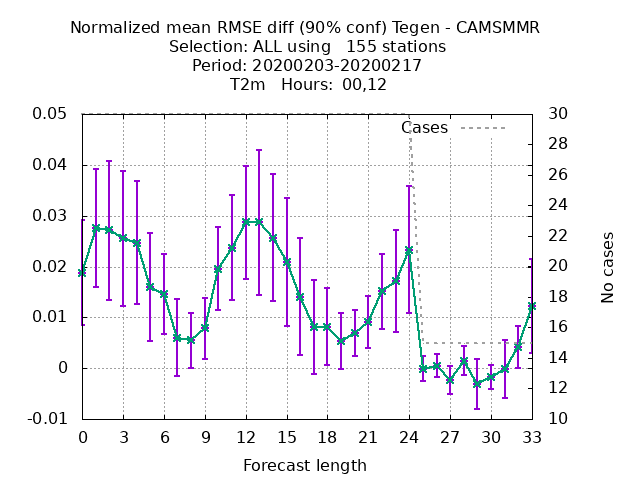 Normalized mean RMSE diff (90% conf) Tegen - CAMSMMR
Selection: ALL using   155 stations
Period: 20200203-20200217
T2m   Hours: 00,12
Cases
0.05
0.04
0.03
0.02
0.01
0
-0.01
30
28
26
24
22
20
18
16
14
12
10
No cases
0 3 6 9 12 15 18 21 24 27 30 33
Forecast length